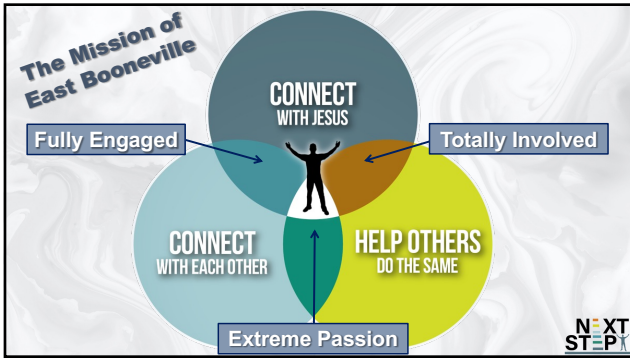 The Mission of
East Booneville
CONNECT
WITH JESUS
Fully Engaged
Totally Involved
CONNECT
WITH EACH OTHER
HELP OTHERS
DO THE SAME
Extreme Passion
NEXT
STEP